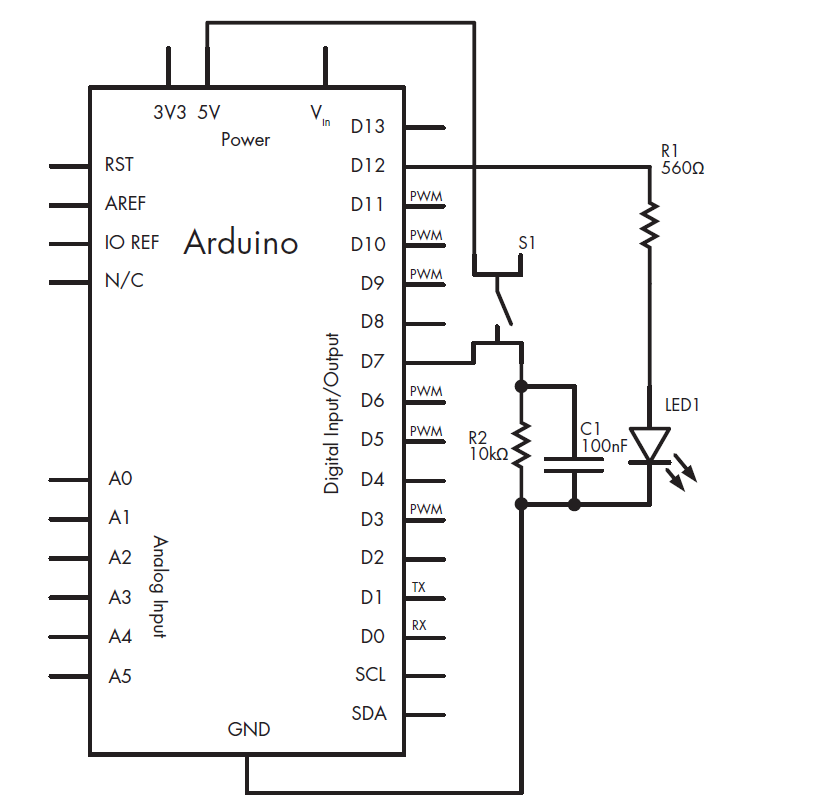 3V3 5V
V
in
Power
D13
RST
D12
R1
560Ω
AREF
D11
PWM
IO REF
Arduino
D10
PWM
S1
N/C
D9
PWM
D8
D7
Digital Input/Output
D6
PWM
LED1
D5
PWM
R2
10kΩ
C1
100nF
A0
D4
A1
D3
PWM
A2
D2
Analog Input
A3
D1
TX
A4
D0
RX
A5
SCL
SDA
GND